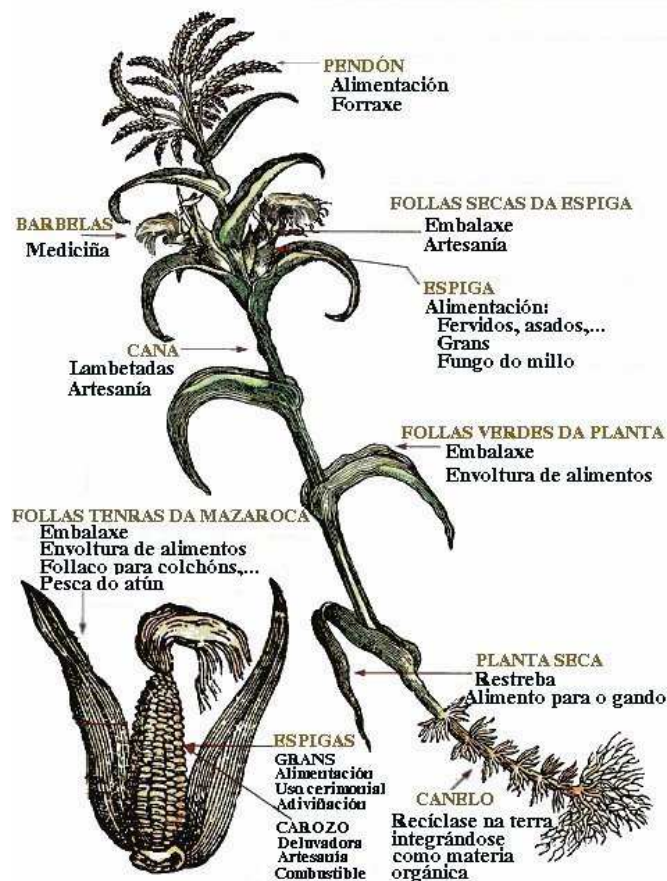 PENDÓN
Alimentación
Forraxe
FOLLAS SECAS DA ESPIGA
Embalaxe
Artesanía
BARBELAS
Mediciña
ESPIGA
Alimentación:
Fervidos, asados,...
Grans
Fungo do millo
CANA
Lambetadas
Artesanía
FOLLAS VERDES DA PLANTA
Embalaxe
Envoltura de alimentos
FOLLAS TENRAS DA MAZAROCA
Embalaxe
Envoltura de alimentos
Follaco para colchóns,...
Pesca do atún
PLANTA SECA
Restreba
Alimento para o gando
ESPIGAS
GRANS
Alimentación
Uso cerimonial
Adiviñación
CAROZO
Deluvadora
Artesanía
Combustible
CANELO
Recíclase na terra
integrándose
como materia
orgánica